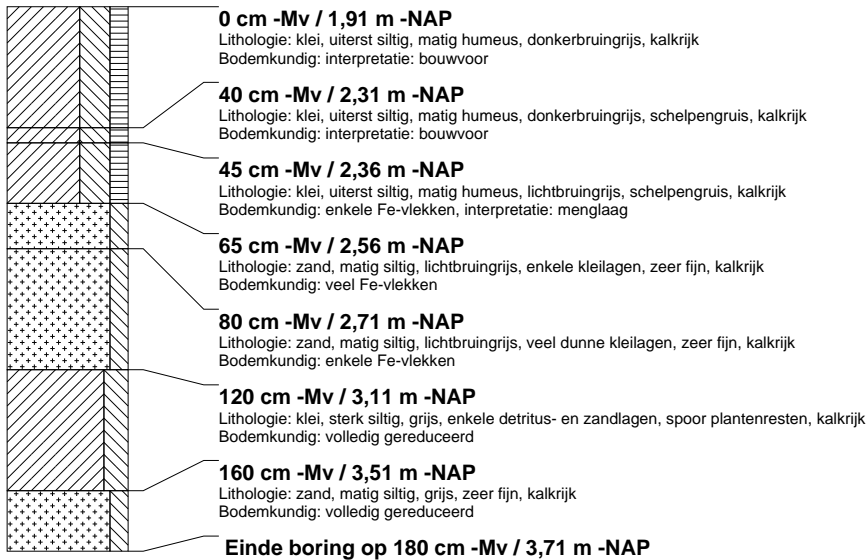 0 cm -Mv / 1,91 m -NAP
Lithologie: klei, uiterst siltig, matig humeus, donkerbruingrijs, kalkrijk
Bodemkundig: interpretatie: bouwvoor
40 cm -Mv / 2,31 m -NAP
Lithologie: klei, uiterst siltig, matig humeus, donkerbruingrijs, schelpengruis, kalkrijk
Bodemkundig: interpretatie: bouwvoor
45 cm -Mv / 2,36 m -NAP
Lithologie: klei, uiterst siltig, matig humeus, lichtbruingrijs, schelpengruis, kalkrijk
Bodemkundig: enkele Fe-vlekken, interpretatie: menglaag
65 cm -Mv / 2,56 m -NAP
Lithologie: zand, matig siltig, lichtbruingrijs, enkele kleilagen, zeer fijn, kalkrijk
Bodemkundig: veel Fe-vlekken
80 cm -Mv / 2,71 m -NAP
Lithologie: zand, matig siltig, lichtbruingrijs, veel dunne kleilagen, zeer fijn, kalkrijk
Bodemkundig: enkele Fe-vlekken
120 cm -Mv / 3,11 m -NAP
Lithologie: klei, sterk siltig, grijs, enkele detritus- en zandlagen, spoor plantenresten, kalkrijk
Bodemkundig: volledig gereduceerd
160 cm -Mv / 3,51 m -NAP
Lithologie: zand, matig siltig, grijs, zeer fijn, kalkrijk
Bodemkundig: volledig gereduceerd
Einde boring op 180 cm -Mv / 3,71 m -NAP